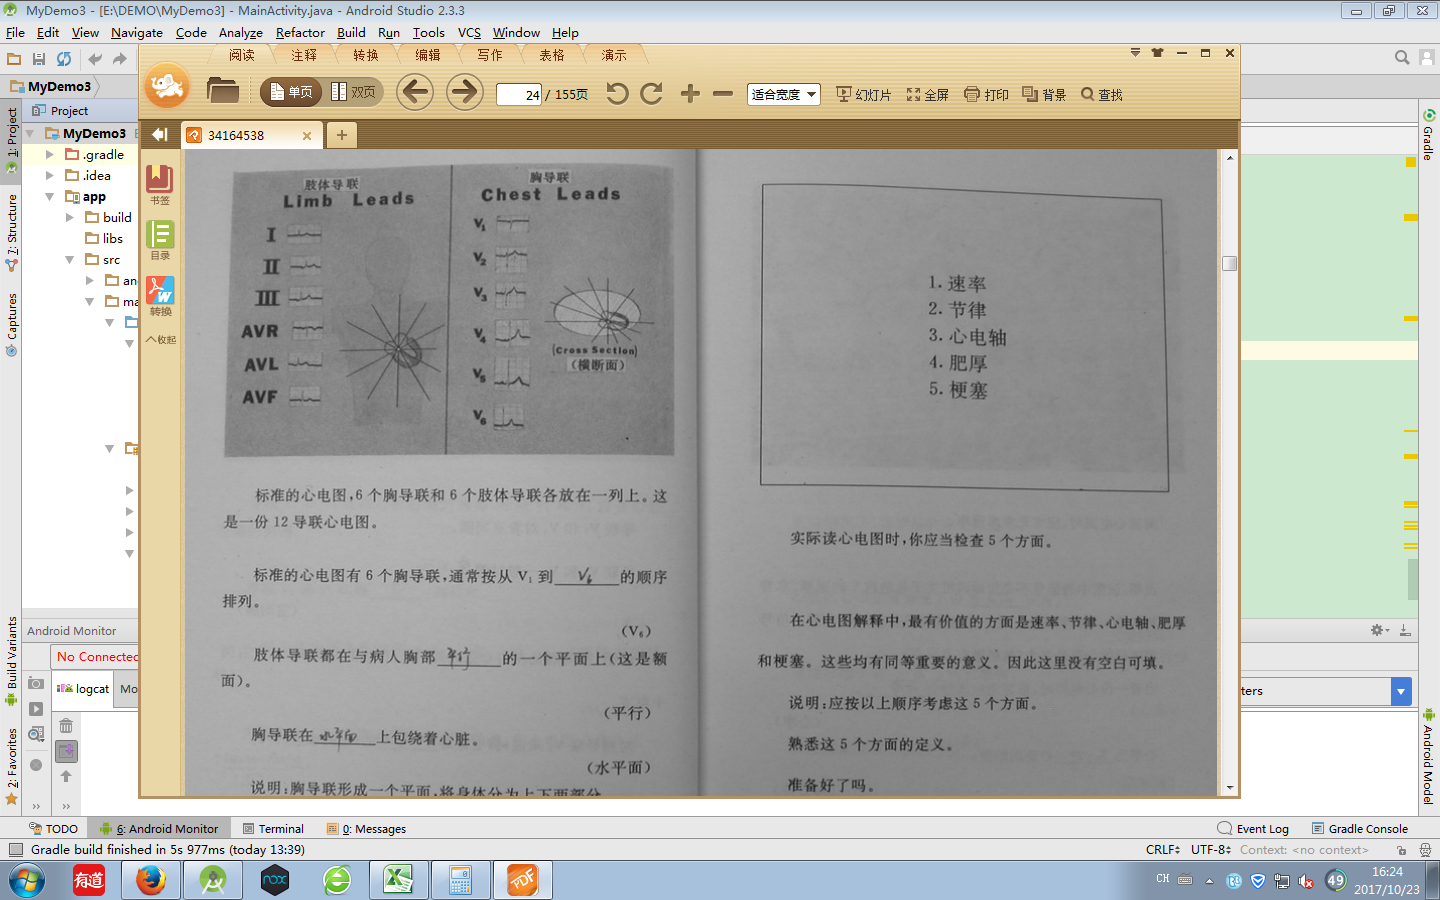 MyDemo3 - [E:\DEMO\MyDemo3] - MainActivity.java - Android Studio 2.3.3
File Edit View Navigate Code Analyze Refactor Build Run Tools VCS Window Help
阅读 注释 转换 编辑 写作 表格 演示
单页 双页 24 / 155页 适合宽度 幻灯片 全屏 打印 背景 查找
34164538
MyDemo3
Project
MyDemo3
.gradle
.idea
app
build
libs
src
an
ma
1: Project
7: Structure
Captures
Build Variants
2: Favorites
书签
目录
转换
收起
肢体导联
Limb Leads
I
II
III
AVR
AVL
AVF
胸导联
Chest Leads
V1
V2
V3
V4
V5
V6
(Cross Section)
(横断面)
标准的心电图,6 个胸导联和 6 个肢体导联各放在一列上。这
是一份 12 导联心电图。
标准的心电图有 6 个胸导联,通常按从 V1 到 V6 的顺序
排列。
(V6)
肢体导联都在与病人胸部 平行 的一个平面上(这是额
面)。
(平行)
胸导联在 水平面 上包绕着心脏。
(水平面)
说明:胸导联形成一个平面,将身体分为上下两部分
1. 速率
2. 节律
3. 心电轴
4. 肥厚
5. 梗塞
实际读心电图时,你应当检查 5 个方面。
在心电图解释中,最有价值的方面是速率、节律、心电轴、肥厚
和梗塞。这些均有同等重要的意义。因此这里没有空白可填。
说明:应按以上顺序考虑这 5 个方面。
熟悉这 5 个方面的定义。
准备好了吗。
Gradle
Android Model
Android Monitor
No Connected
logcat Mo
ters
TODO 6: Android Monitor Terminal 0: Messages Event Log Gradle Console
Gradle build finished in 5s 977ms (today 13:39) CRLF UTF-8 Context: <no context>
有道 nox PDF
CH 49 16:24
2017/10/23